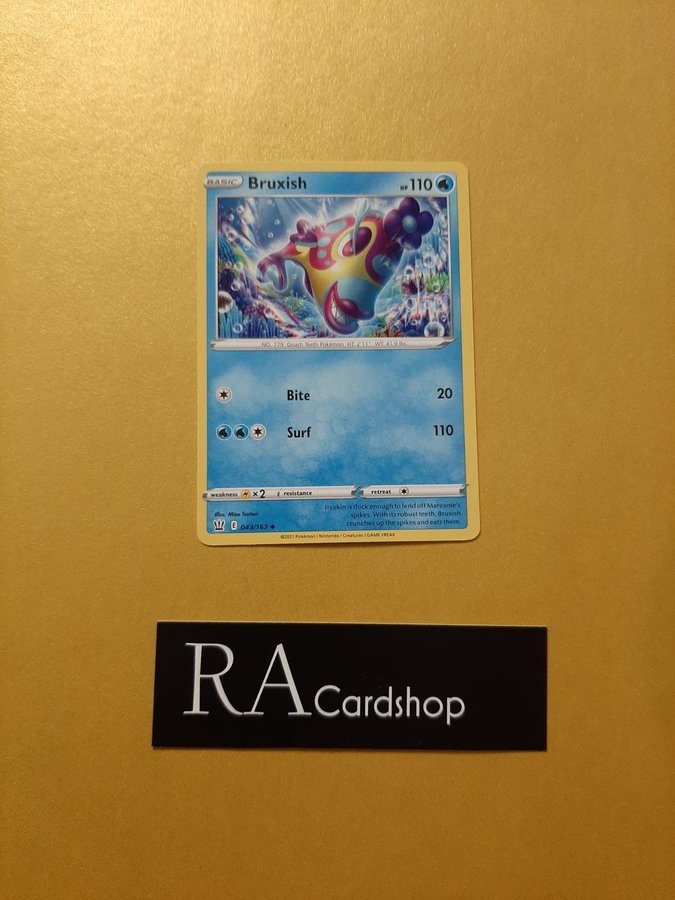 BASIC Bruxish HP 110
NO. 779 Gnash Teeth Pokémon HT: 2'11" WT: 41.9 lbs.
Bite 20
Surf 110
weakness ×2 resistance retreat
Illus. Misa Tsutsui
Its skin is thick enough to fend off Mareanie's
spikes. With its robust teeth, Bruxish
crunches up the spikes and eats them.
E 043/163
©2021 Pokémon / Nintendo / Creatures / GAME FREAK
RA Cardshop